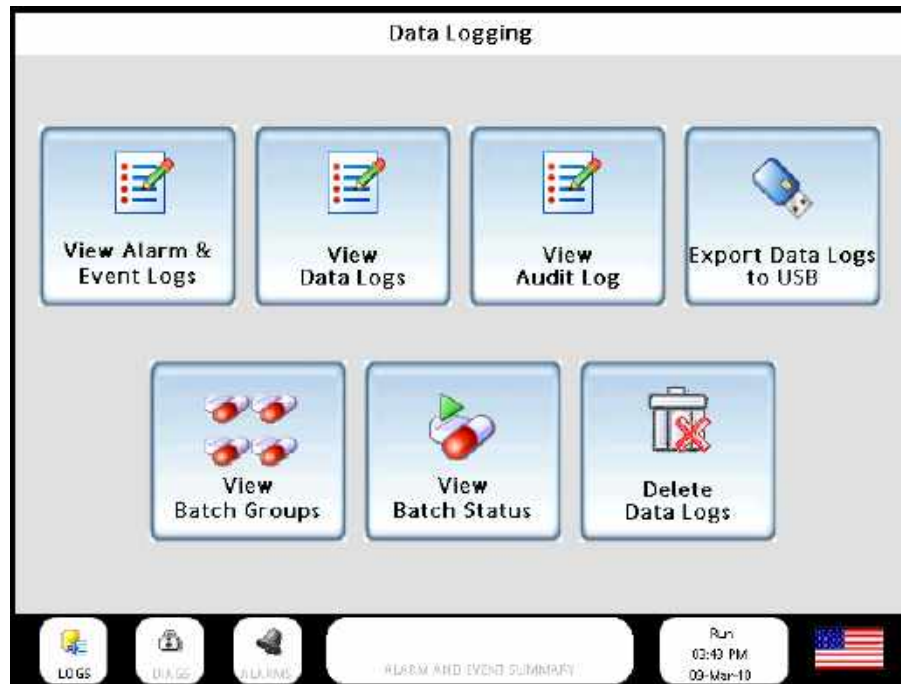 Data Logging
View Alarm &
Event Logs
View
Data Logs
View
Audit Log
Export Data Logs
to USB
View
Batch Groups
View
Batch Status
Delete
Data Logs
LOGS
DIAGS
ALARMS
ALARM AND EVENT SUMMARY
Run
03:43 PM
09-Mar-10